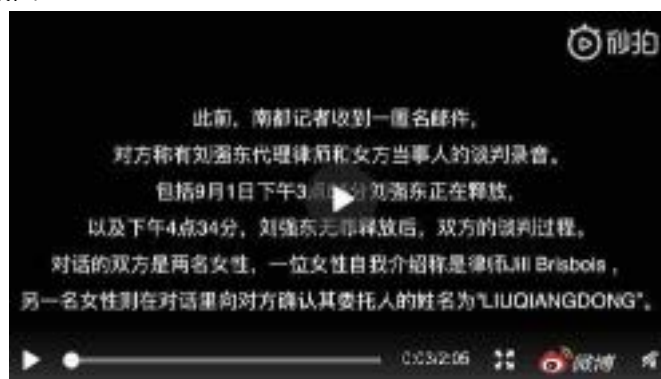 秒拍
此前，南都记者收到一匿名邮件，
对方称有刘强东代理律师和女方当事人的谈判录音。
包括9月1日下午3点 分刘强东正在释放，
以及下午4点34分，刘强东无罪释放后，双方的谈判过程。
对话的双方是两名女性，一位女性自我介绍称是律师Jill Brisbois，
另一名女性则在对话里向对方确认其委托人的姓名为"LIUQIANGDONG"。
0:03/2:05
微博